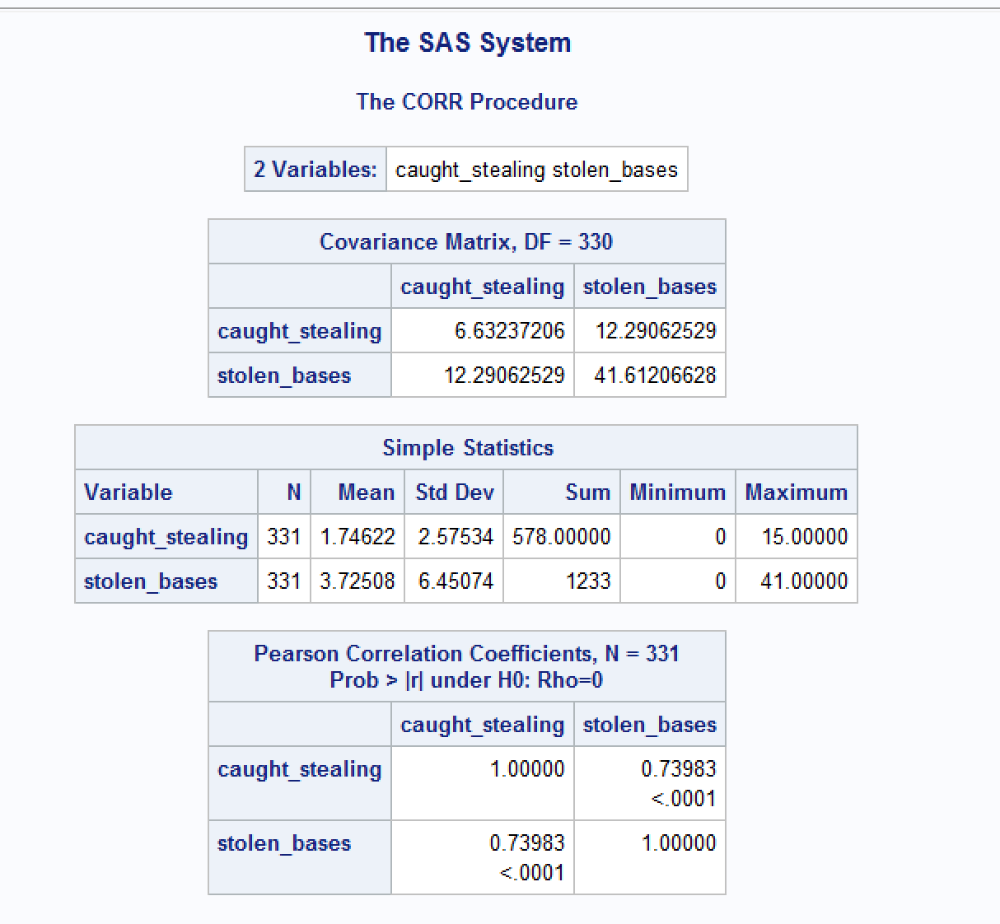 The SAS System
The CORR Procedure
2 Variables: caught_stealing stolen_bases
Covariance Matrix, DF = 330
caught_stealing stolen_bases
caught_stealing 6.63237206 12.29062529
stolen_bases 12.29062529 41.61206628
Simple Statistics
Variable N Mean Std Dev Sum Minimum Maximum
caught_stealing 331 1.74622 2.57534 578.00000 0 15.00000
stolen_bases 331 3.72508 6.45074 1233 0 41.00000
Pearson Correlation Coefficients, N = 331
Prob > |r| under H0: Rho=0
caught_stealing stolen_bases
caught_stealing 1.00000 0.73983
<.0001
stolen_bases 0.73983 1.00000
<.0001